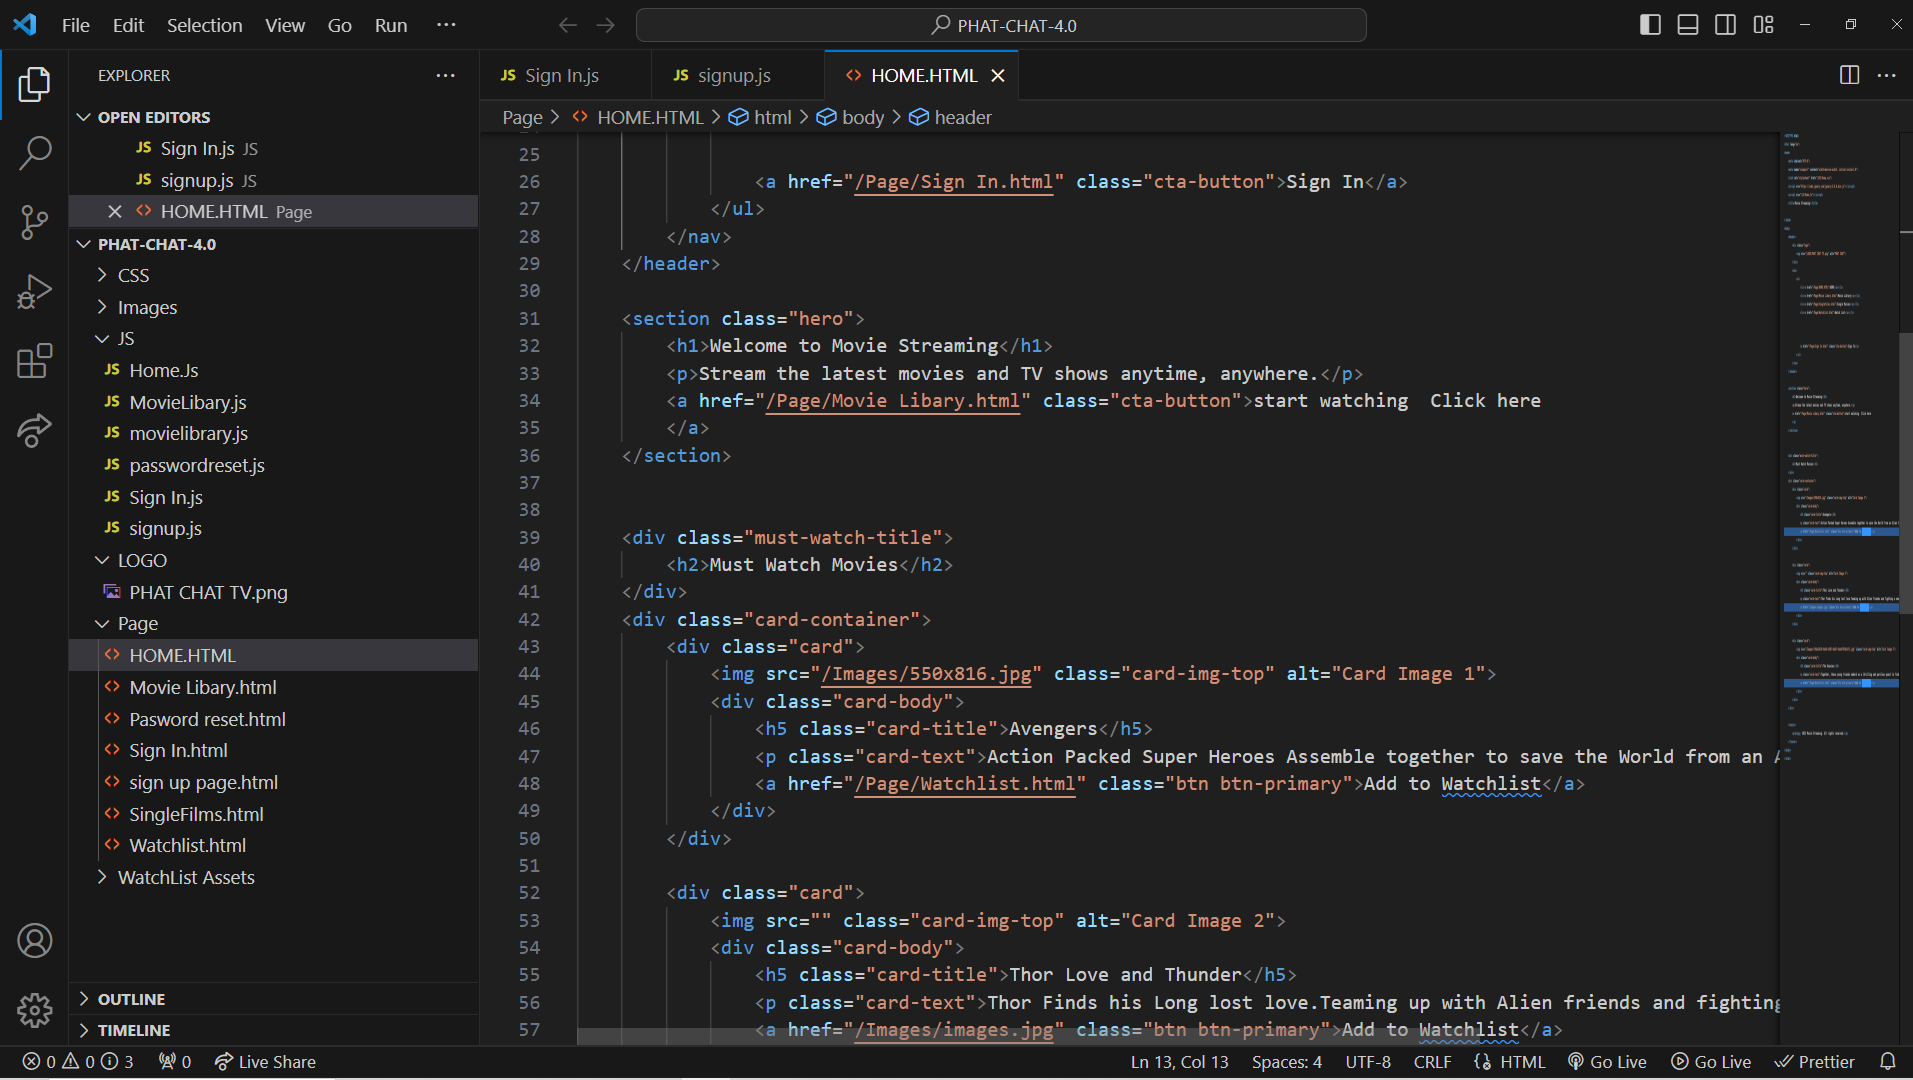 File Edit Selection View Go Run ···
PHAT-CHAT-4.0
EXPLORER ···
OPEN EDITORS
JS Sign In.js JS
JS signup.js JS
HOME.HTML Page
PHAT-CHAT-4.0
CSS
Images
JS
JS Home.Js
JS MovieLibary.js
JS movielibrary.js
JS passwordreset.js
JS Sign In.js
JS signup.js
LOGO
PHAT CHAT TV.png
Page
<> HOME.HTML
<> Movie Libary.html
<> Pasword reset.html
<> Sign In.html
<> sign up page.html
<> SingleFilms.html
<> Watchlist.html
WatchList Assets
OUTLINE
TIMELINE
JS Sign In.js JS signup.js <> HOME.HTML
Page > <> HOME.HTML > html > body > header
25
26 <a href="/Page/Sign In.html" class="cta-button">Sign In</a>
27 </ul>
28 </nav>
29 </header>
30
31 <section class="hero">
32 <h1>Welcome to Movie Streaming</h1>
33 <p>Stream the latest movies and TV shows anytime, anywhere.</p>
34 <a href="/Page/Movie Libary.html" class="cta-button">start watching  Click here
35 </a>
36 </section>
37
38
39 <div class="must-watch-title">
40 <h2>Must Watch Movies</h2>
41 </div>
42 <div class="card-container">
43 <div class="card">
44 <img src="/Images/550x816.jpg" class="card-img-top" alt="Card Image 1">
45 <div class="card-body">
46 <h5 class="card-title">Avengers</h5>
47 <p class="card-text">Action Packed Super Heroes Assemble together to save the World from an A
48 <a href="/Page/Watchlist.html" class="btn btn-primary">Add to Watchlist</a>
49 </div>
50 </div>
51
52 <div class="card">
53 <img src="" class="card-img-top" alt="Card Image 2">
54 <div class="card-body">
55 <h5 class="card-title">Thor Love and Thunder</h5>
56 <p class="card-text">Thor Finds his Long lost love.Teaming up with Alien friends and fighting
57 <a href="/Images/images.jpg" class="btn btn-primary">Add to Watchlist</a>
0 0 3 0 Live Share Ln 13, Col 13 Spaces: 4 UTF-8 CRLF HTML Go Live Go Live Prettier